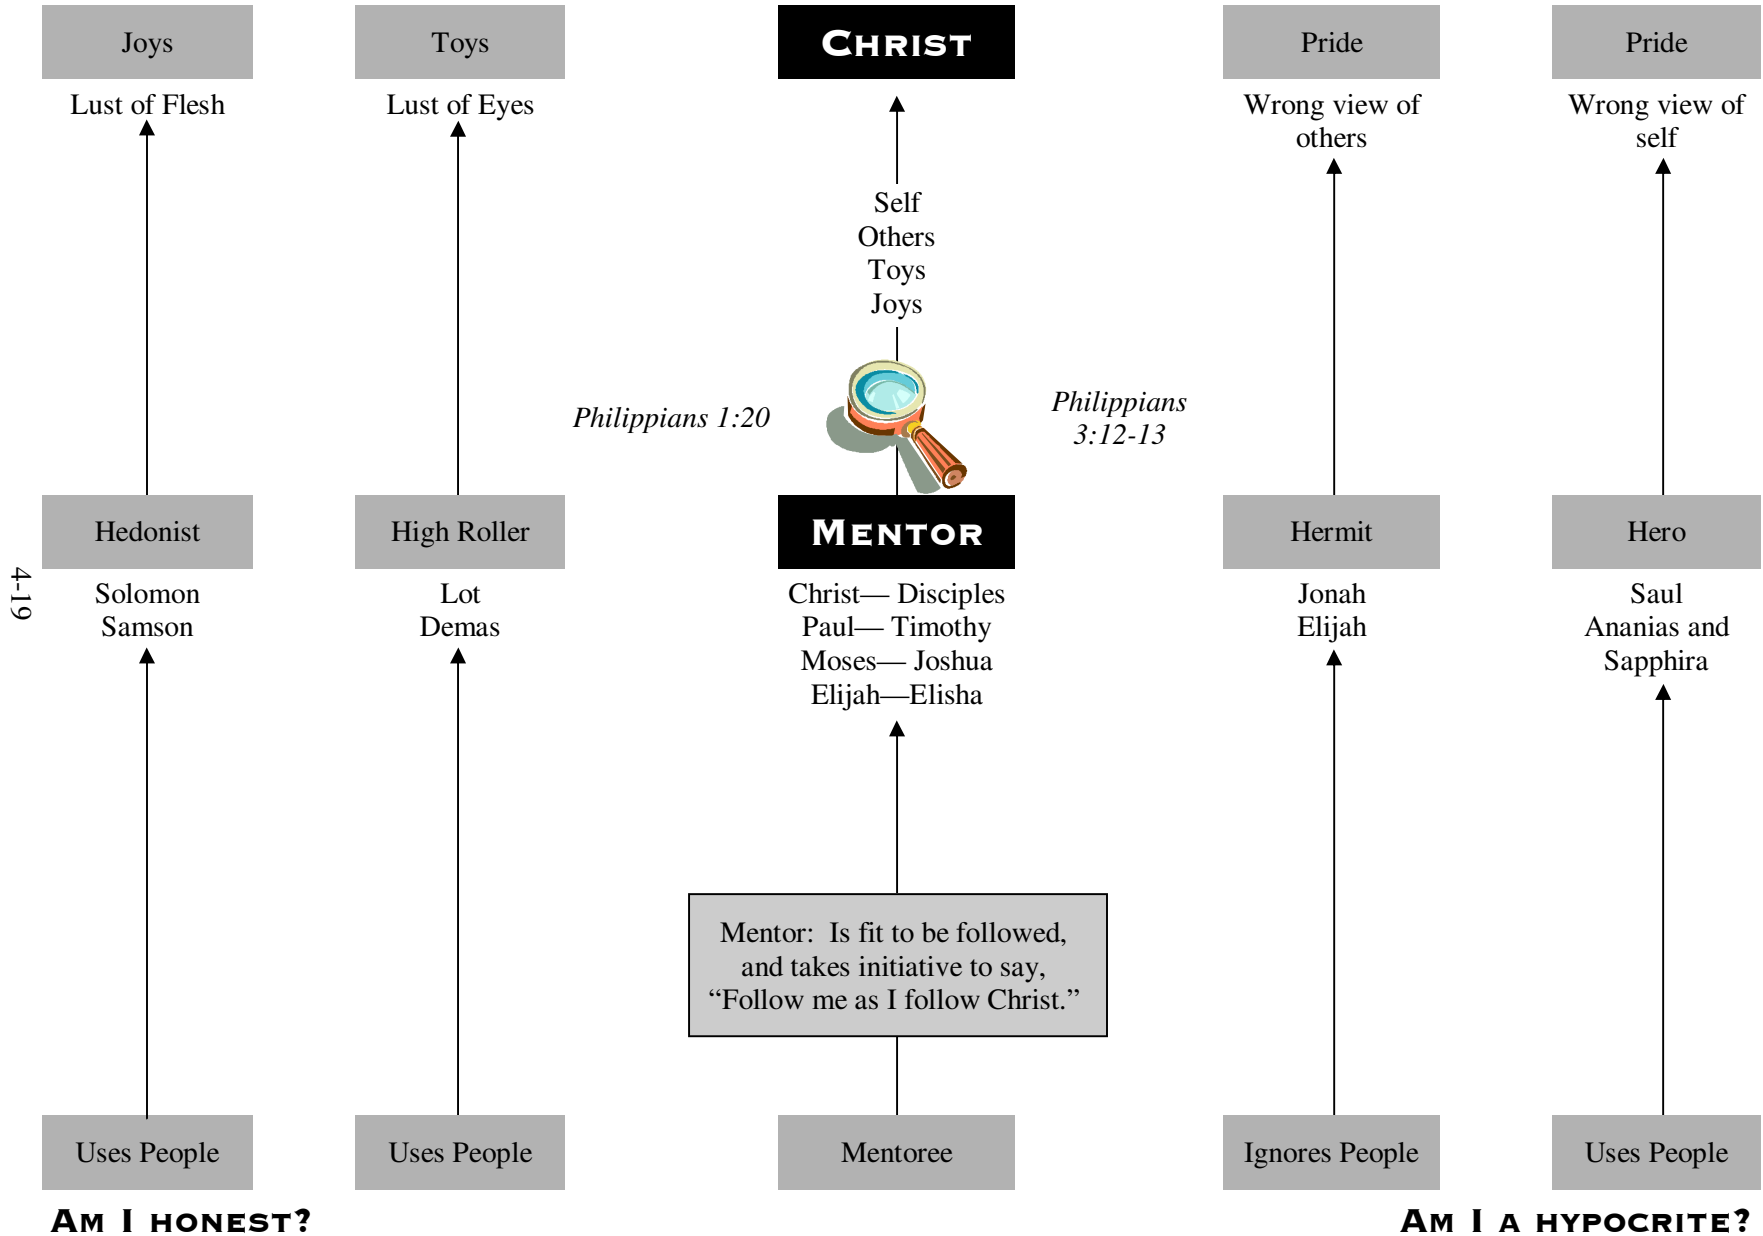 Joys
Lust of Flesh
Hedonist
Solomon
Samson
Uses People
Toys
Lust of Eyes
High Roller
Lot
Demas
Uses People
CHRIST
Self
Others
Toys
Joys
Philippians 1:20
Philippians
3:12-13
MENTOR
Christ— Disciples
Paul— Timothy
Moses— Joshua
Elijah—Elisha
Mentor:  Is fit to be followed,
and takes initiative to say,
“Follow me as I follow Christ.”
Mentoree
Pride
Wrong view of
others
Hermit
Jonah
Elijah
Ignores People
Pride
Wrong view of
self
Hero
Saul
Ananias and
Sapphira
Uses People
AM I HONEST?
AM I A HYPOCRITE?
4-19